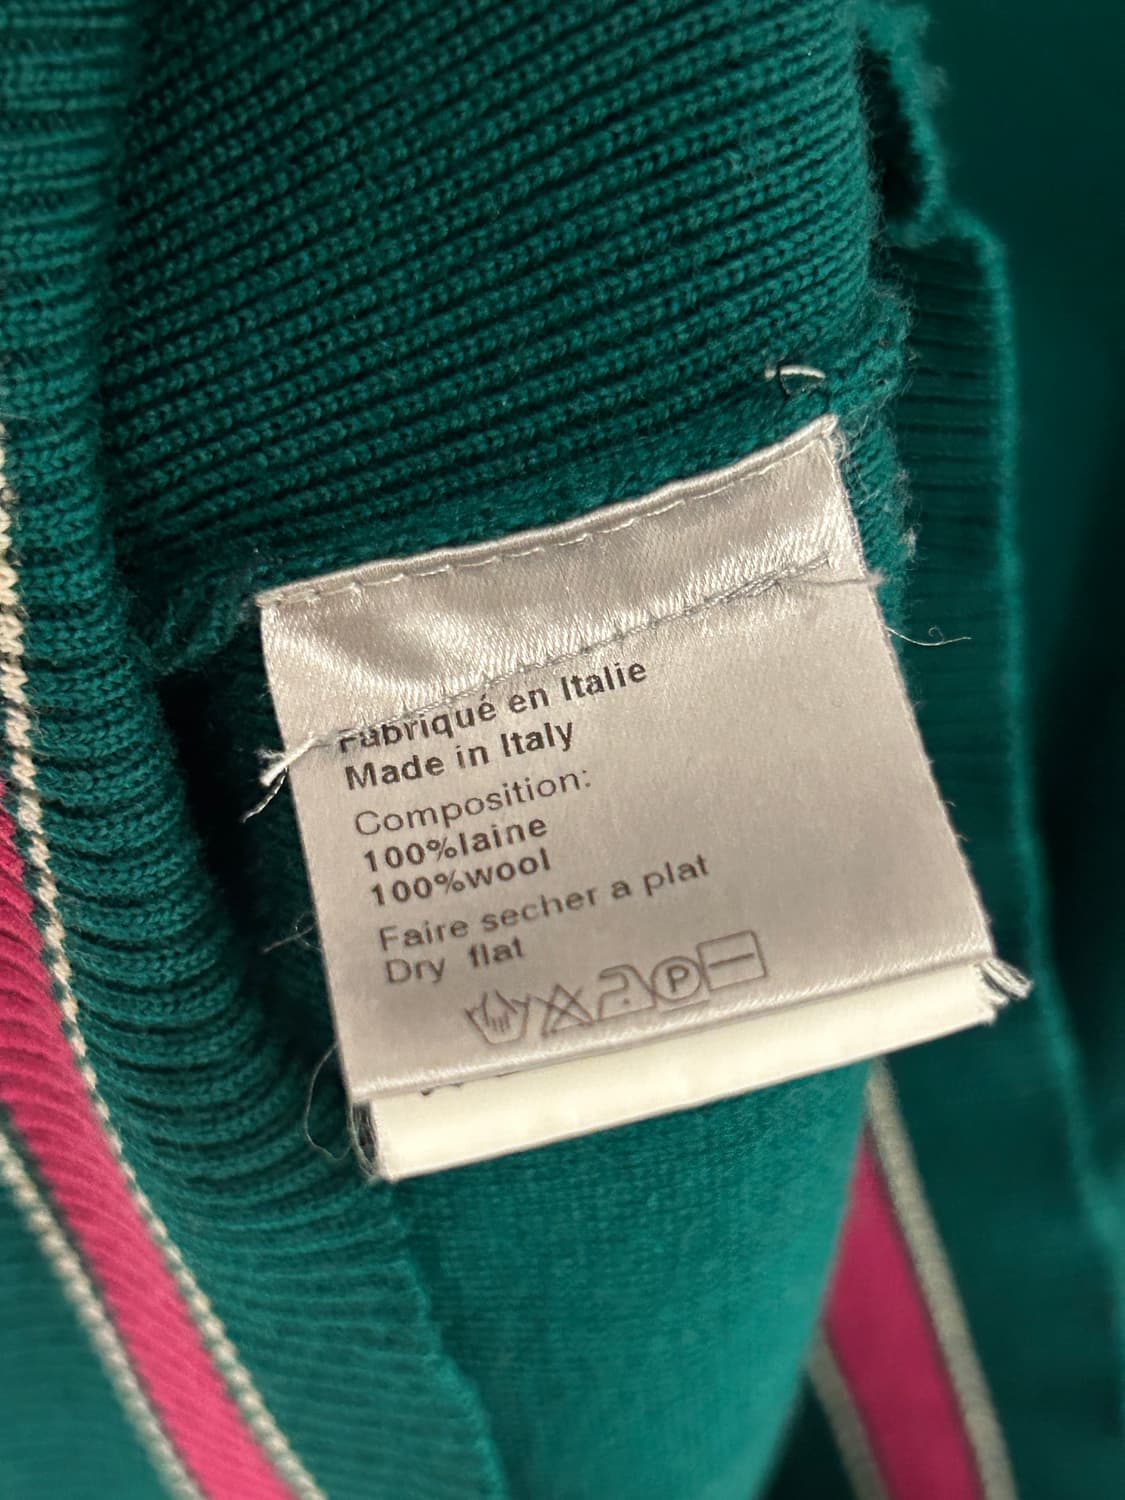 Fabriqué en Italie
Made in Italy
Composition:
100%laine
100%wool
Faire secher a plat
Dry flat
P